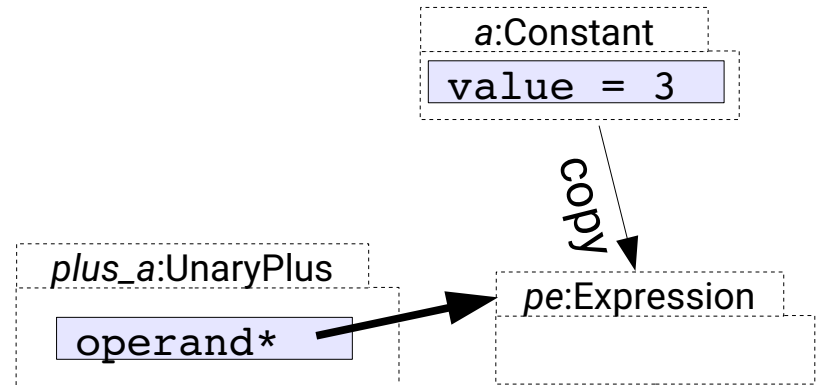 a:Constant
value = 3
copy
plus_a:UnaryPlus
operand*
pe:Expression